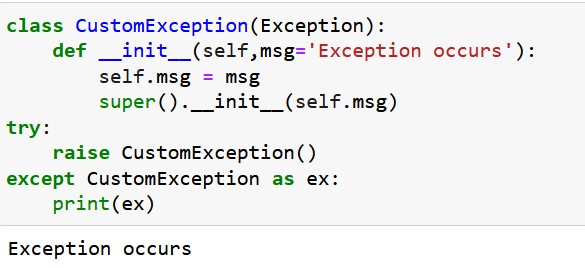 class CustomException(Exception):
    def __init__(self,msg='Exception occurs'):
        self.msg = msg
        super().__init__(self.msg)
try:
    raise CustomException()
except CustomException as ex:
    print(ex)
Exception occurs